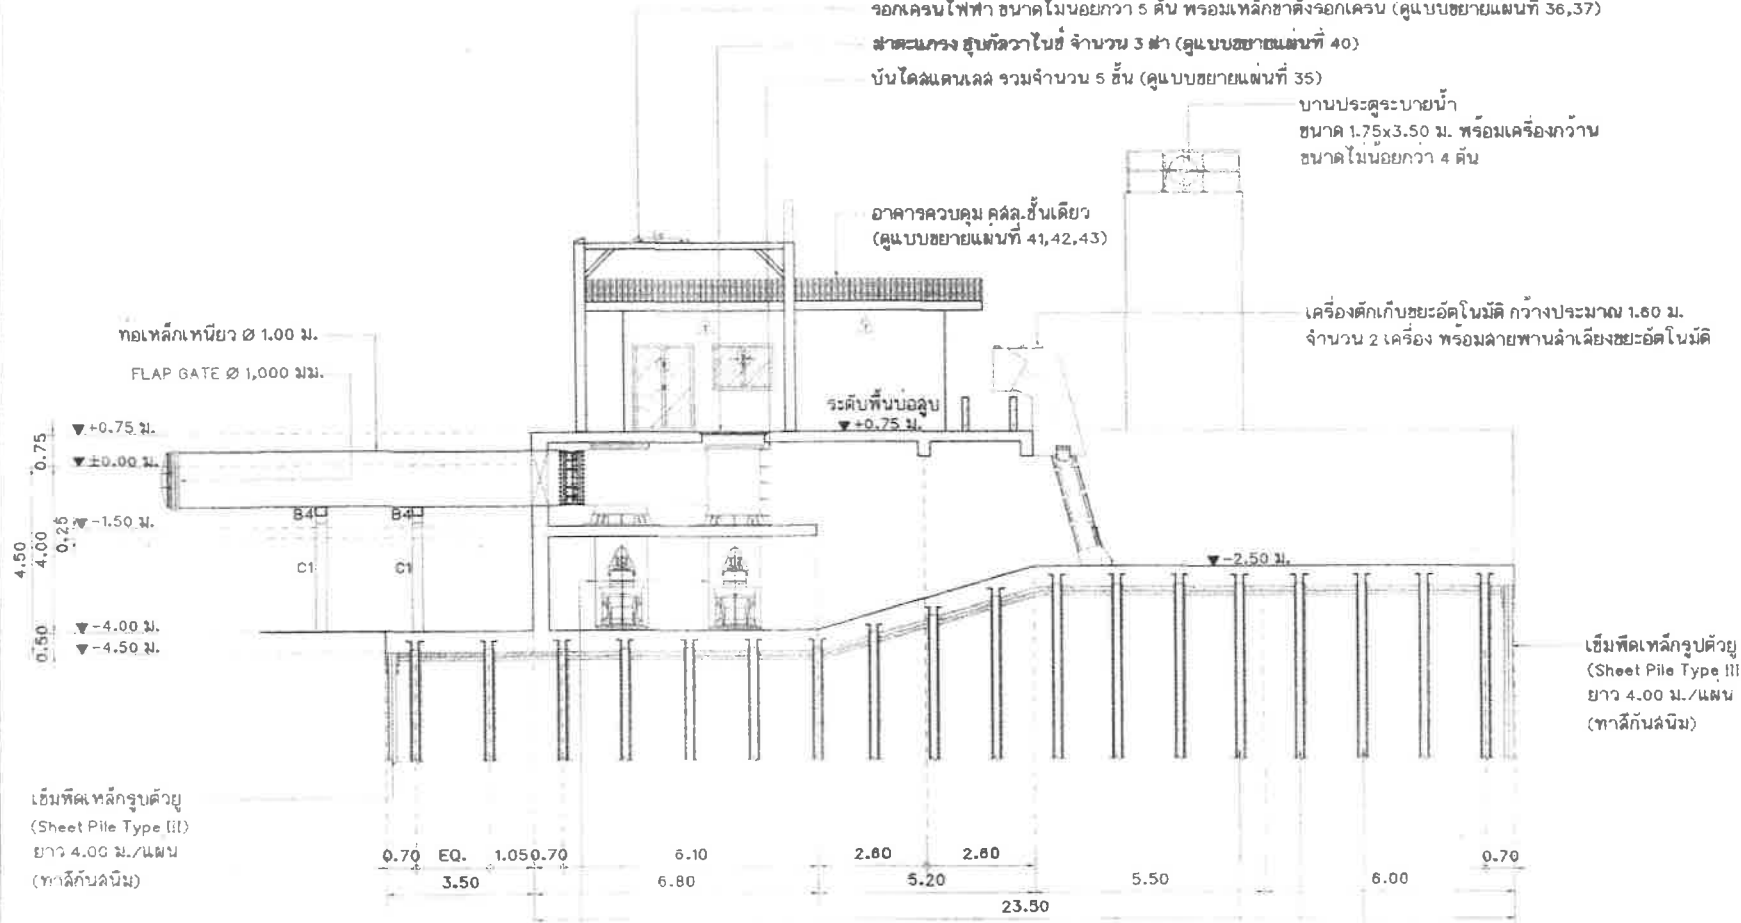 รอกเครนไฟฟ้า ขนาดไม่น้อยกว่า 5 ตัน พร้อมเหล็กขาตั้งรอกเครน (ดูแบบขยายแผ่นที่ 36,37)
ฝาตะแกรง ชุบกัลวาไนซ์ จำนวน 3 ฝา (ดูแบบขยายแผ่นที่ 40)
บันไดสแตนเลส รวมจำนวน 5 ชั้น (ดูแบบขยายแผ่นที่ 35)
บานประตูระบายน้ำ
ขนาด 1.75x3.50 ม. พร้อมเครื่องกว้าน
ขนาดไม่น้อยกว่า 4 ตัน
อาคารควบคุม คสล.ชั้นเดียว
(ดูแบบขยายแผ่นที่ 41,42,43)
เครื่องตักเก็บขยะอัตโนมัติ กว้างประมาณ 1.60 ม.
จำนวน 2 เครื่อง พร้อมสายพานลำเลียงขยะอัตโนมัติ
ท่อเหล็กเหนียว Ø 1.00 ม.
FLAP GATE Ø 1,000 มม.
ระดับพื้นบ่อสูบ
▼+0.75 ม.
▼+0.75 ม.
0.75
▼±0.00 ม.
B4
B4
▼-1.50 ม.
0.25
4.00
4.50
C1
C1
▼-2.50 ม.
▼-4.00 ม.
▼-4.50 ม.
0.50
เข็มพืดเหล็กรูปตัวยู
(Sheet Pile Type III
ยาว 4.00 ม./แผ่น
(ทาสีกันสนิม)
เข็มพืดเหล็กรูปตัวยู
(Sheet Pile Type III)
ยาว 4.00 ม./แผ่น
(ทาสีกันสนิม)
0.70 EQ. 1.05 0.70 6.10 2.60 2.60 0.70
3.50 6.80 5.20 5.50 6.00
23.50